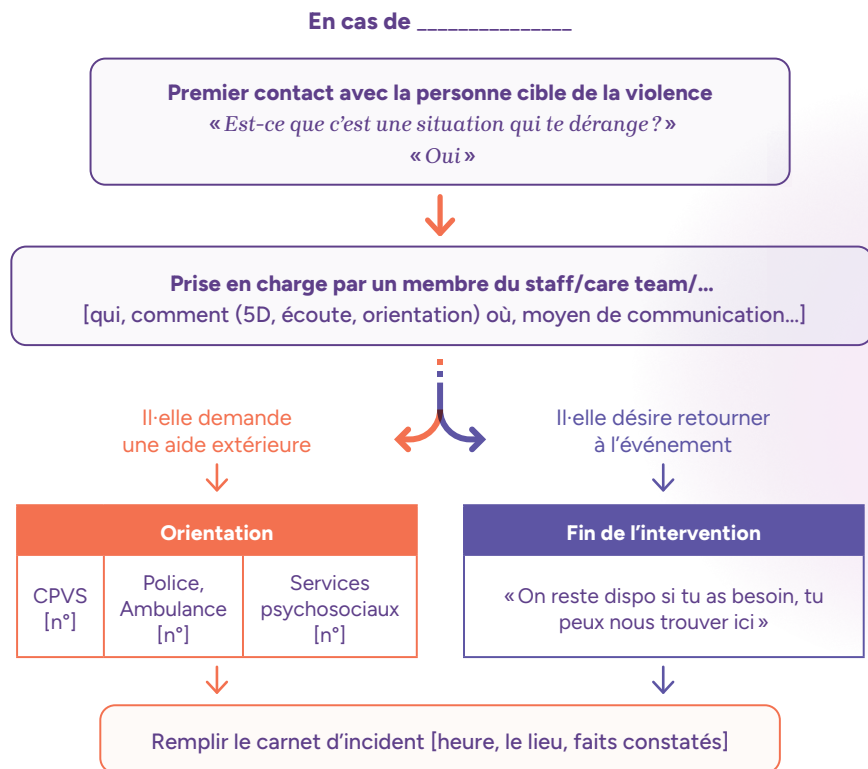 En cas de _______________
Premier contact avec la personne cible de la violence
« Est-ce que c’est une situation qui te dérange ? »
« Oui »
Prise en charge par un membre du staff/care team/…
[qui, comment (5D, écoute, orientation) où, moyen de communication…]
Il·elle demande
une aide extérieure
Il·elle désire retourner
à l’événement
Orientation
CPVS
[n°]
Police,
Ambulance
[n°]
Services
psychosociaux
[n°]
Fin de l’intervention
« On reste dispo si tu as besoin, tu
peux nous trouver ici »
Remplir le carnet d’incident [heure, le lieu, faits constatés]